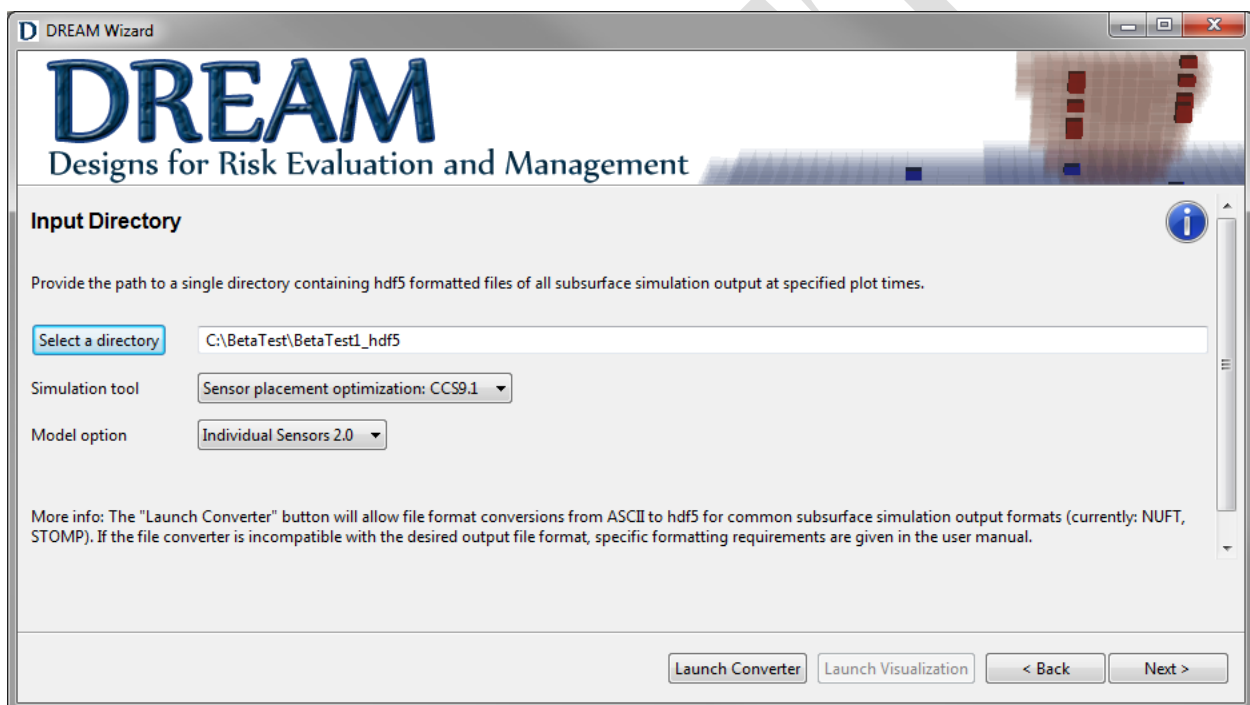 DREAM Wizard
DREAM
Designs for Risk Evaluation and Management
Input Directory
Provide the path to a single directory containing hdf5 formatted files of all subsurface simulation output at specified plot times.
Select a directory C:\BetaTest\BetaTest1_hdf5
Simulation tool Sensor placement optimization: CCS9.1
Model option Individual Sensors 2.0
More info: The "Launch Converter" button will allow file format conversions from ASCII to hdf5 for common subsurface simulation output formats (currently: NUFT,
STOMP). If the file converter is incompatible with the desired output file format, specific formatting requirements are given in the user manual.
Launch Converter Launch Visualization < Back Next >